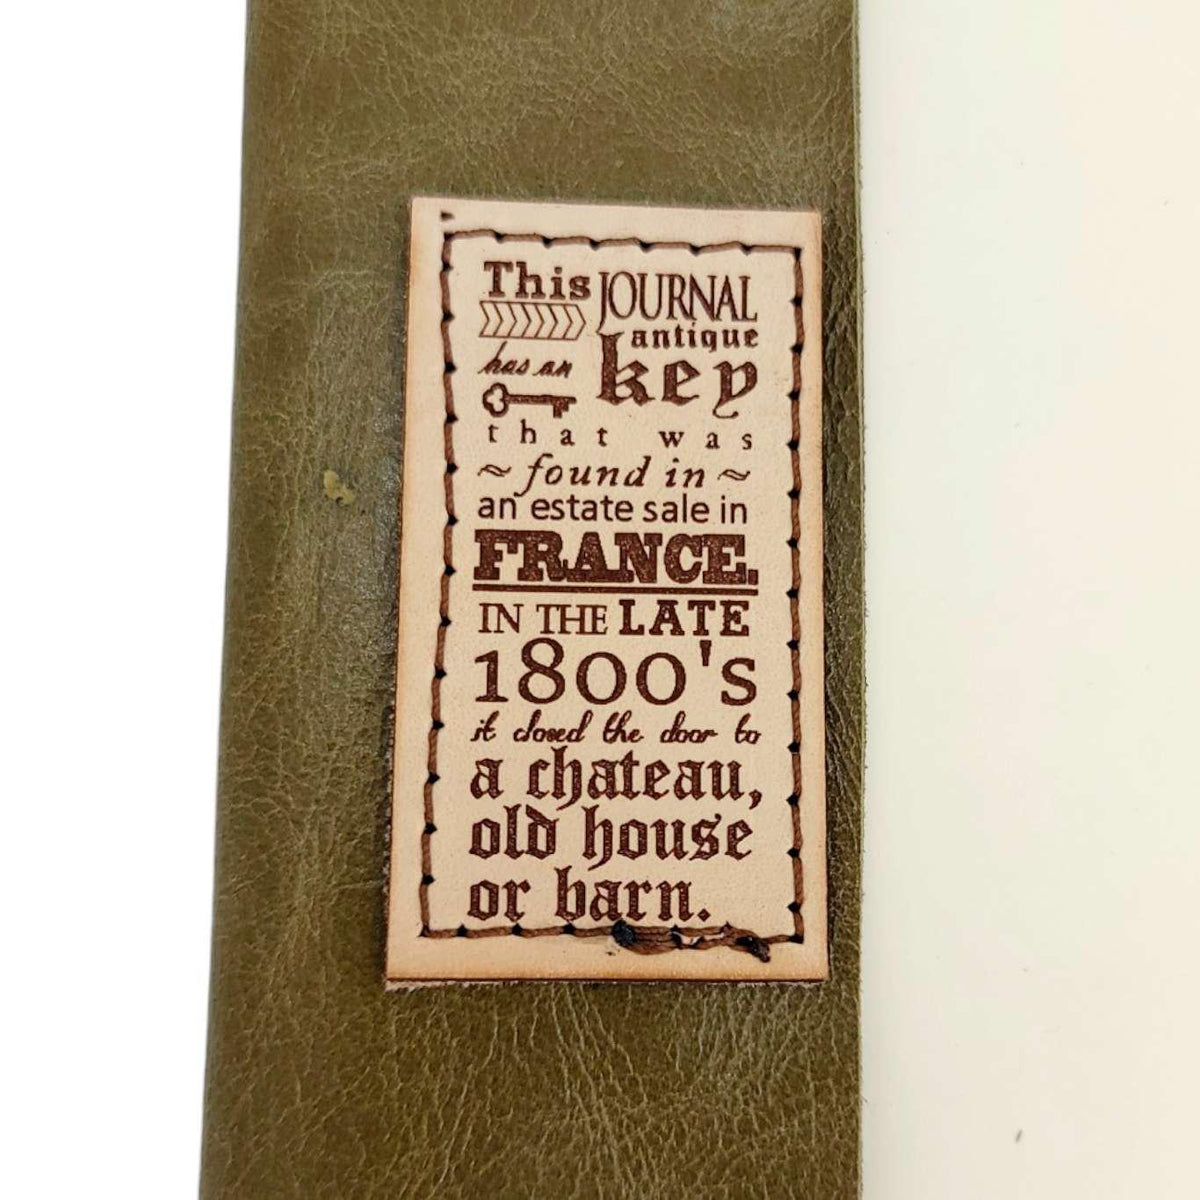 This JOURNAL
has an antique key
that was
~ found in ~
an estate sale in
FRANCE.
IN THE LATE
1800's
it closed the door to
a chateau,
old house
or barn.